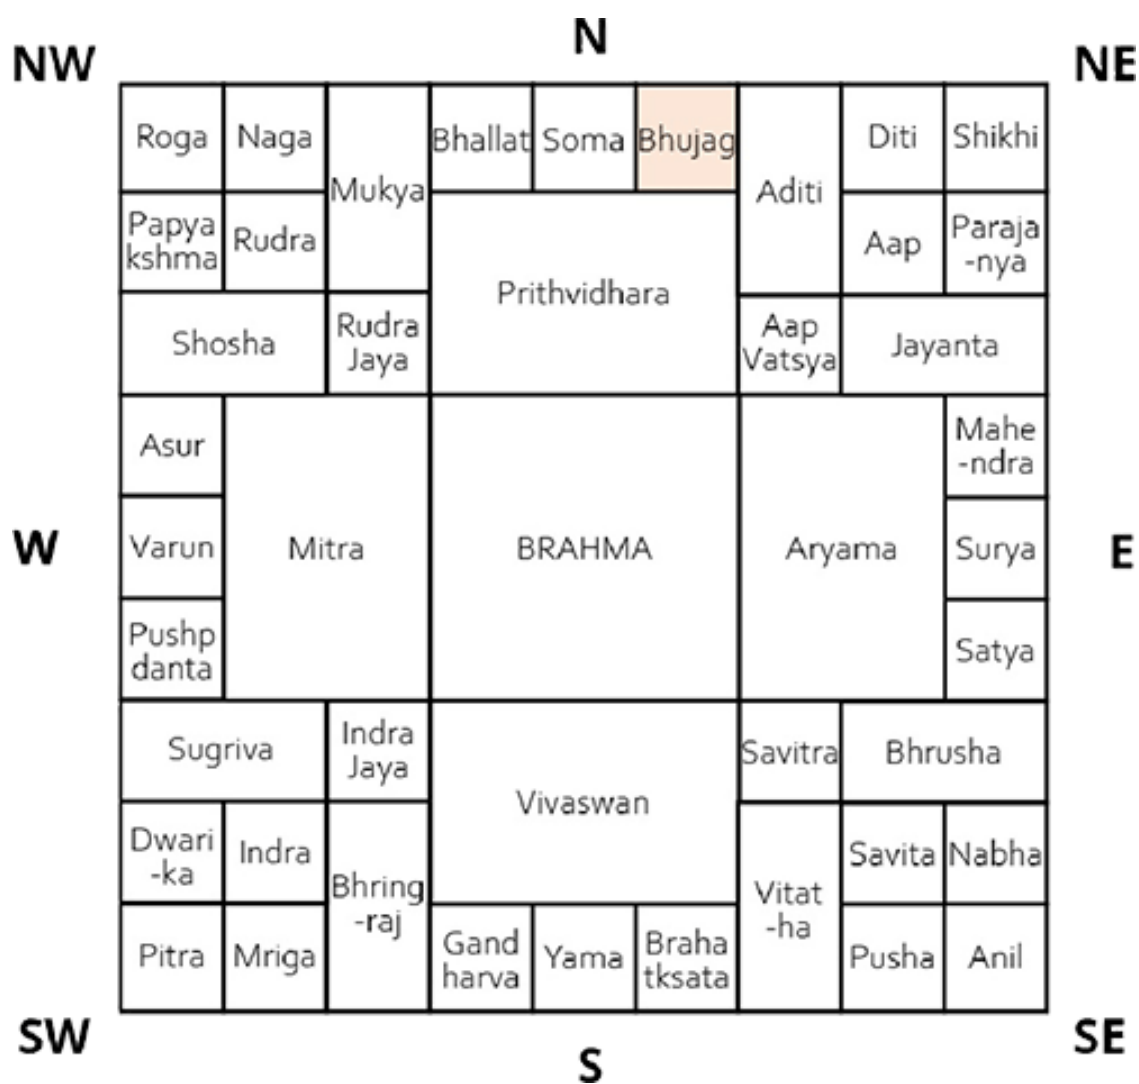 N
NW
NE
Roga
Naga
Mukya
Bhallat
Soma
Bhujag
Aditi
Diti
Shikhi
Papya
kshma
Rudra
Prithvidhara
Aap
Paraja
-nya
Shosha
Rudra
Jaya
Aap
Vatsya
Jayanta
W
Asur
Mitra
BRAHMA
Aryama
Mahe
-ndra
E
Varun
Surya
Pushp
danta
Satya
Sugriva
Indra
Jaya
Vivaswan
Savitra
Bhrusha
Dwari
-ka
Indra
Bhring
-raj
Vitat
-ha
Savita
Nabha
Pitra
Mriga
Gand
harva
Yama
Braha
tksata
Pusha
Anil
SW
S
SE